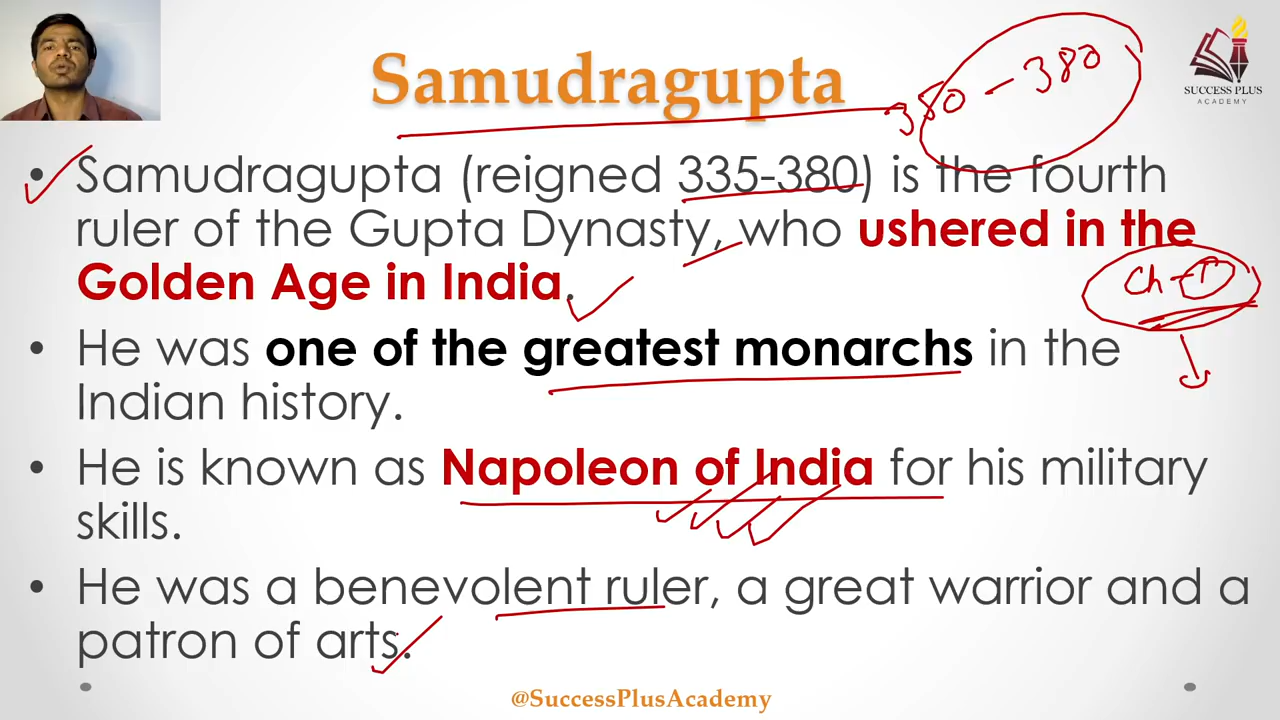 Samudragupta
380 - 380
SUCCESS PLUS
ACADEMY
• Samudragupta (reigned 335-380) is the fourth
ruler of the Gupta Dynasty, who ushered in the
Golden Age in India.
Ch - I
• He was one of the greatest monarchs in the
Indian history.
• He is known as Napoleon of India for his military
skills.
• He was a benevolent ruler, a great warrior and a
patron of arts.
@SuccessPlusAcademy